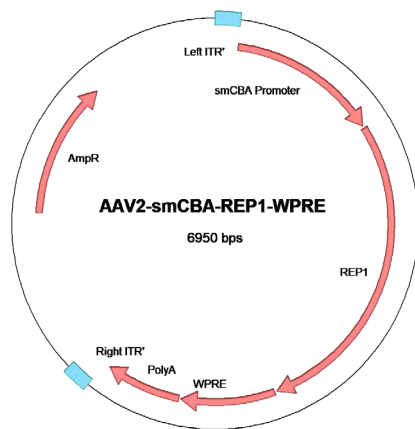 Left ITR'
smCBA Promoter
AmpR
AAV2-smCBA-REP1-WPRE
6950 bps
REP1
Right ITR'
PolyA
WPRE